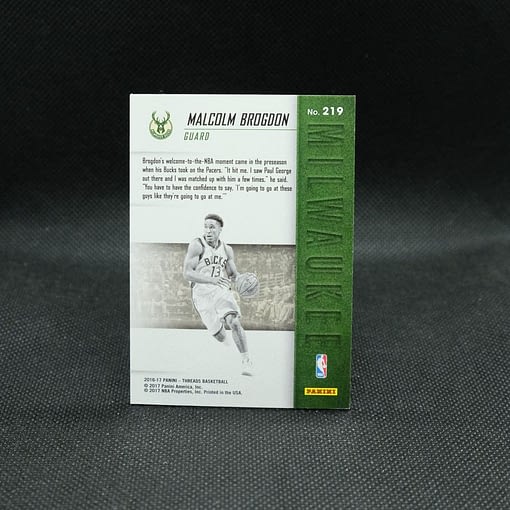 MALCOLM BROGDON
GUARD
No. 219
Brogdon's welcome-to-the-NBA moment came in the preseason
when his Bucks took on the Pacers. "It hit me. I saw Paul George
out there and I was matched up with him a few times," he said.
"You have to have the confidence to say, 'I'm going to go at these
guys like they're going to go at me.'"
MILWAUKEE
BUCKS
13
2016-17 PANINI – THREADS BASKETBALL
© 2017 Panini America, Inc.
© 2017 NBA Properties, Inc. Printed in the USA.
PANINI